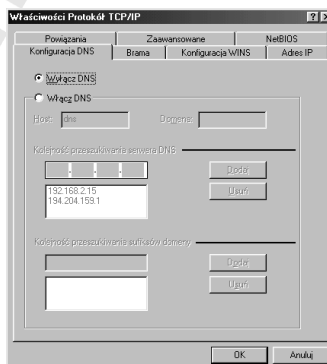 Właściwości Protokół TCP/IP
Powiązania Zaawansowane NetBIOS
Konfiguracja DNS Brama Konfiguracja WINS Adres IP
Wyłącz DNS
Włącz DNS
Host: dns Domena:
Kolejność przeszukiwania serwera DNS
Dodaj
192.168.2.15
194.204.159.1
Usuń
Kolejność przeszukiwania sufiksów domeny
Dodaj
Usuń
OK Anuluj